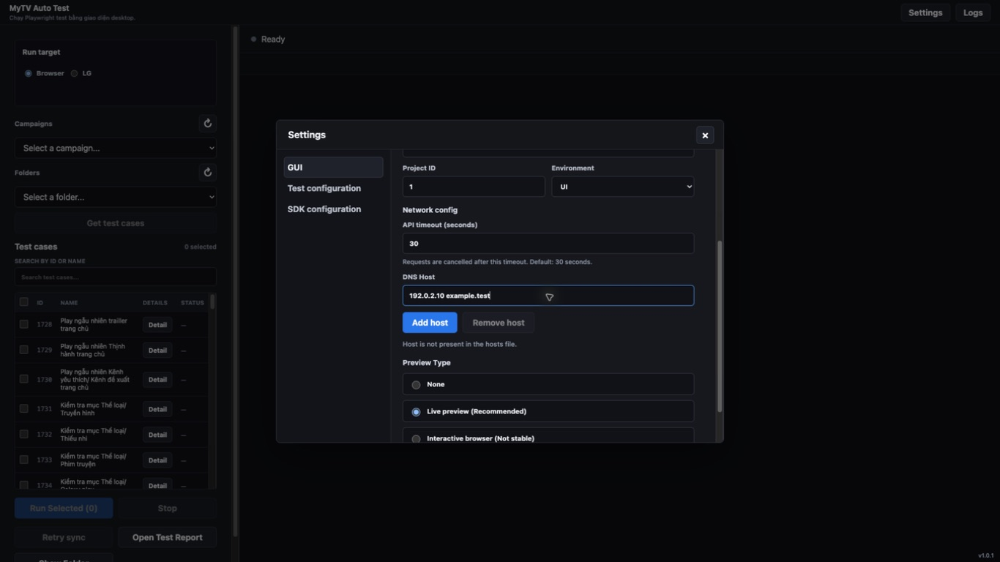 MyTV Auto Test
Chạy Playwright test bằng giao diện desktop.
Settings
Logs
Run target
Browser
LG
Campaigns
Select a campaign...
Folders
Select a folder...
Get test cases
Test cases
0 selected
SEARCH BY ID OR NAME
Search test cases...
ID NAME DETAILS STATUS
1728 Play ngẫu nhiên trailler Detail —
trang chủ
1729 Play ngẫu nhiên Thịnh Detail —
hành trang chủ
1730 Play ngẫu nhiên Kênh Detail —
yêu thích/ Kênh đề xuất
trang chủ
1731 Kiểm tra mục Thể loại/ Detail —
Truyền hình
1732 Kiểm tra mục Thể loại/ Detail —
Thiếu nhi
1733 Kiểm tra mục Thể loại/ Detail —
Phim truyện
1734 Kiểm tra mục Thể loại/ Detail —
Run Selected (0)
Stop
Retry sync
Open Test Report
Ready
Settings
GUI
Test configuration
SDK configuration
Project ID
Environment
1
UI
Network config
API timeout (seconds)
30
Requests are cancelled after this timeout. Default: 30 seconds.
DNS Host
192.0.2.10 example.test
Add host
Remove host
Host is not present in the hosts file.
Preview Type
None
Live preview (Recommended)
Interactive browser (Not stable)
v1.0.1